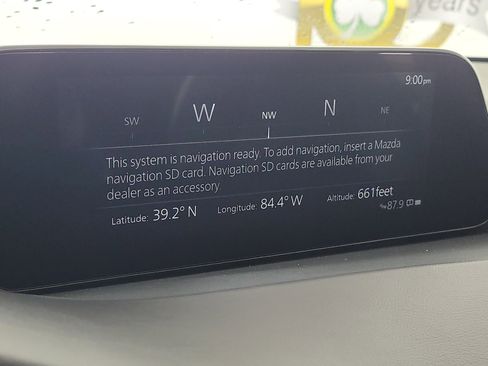 years
9:00pm
SW W NW N NE
This system is navigation ready. To add navigation, insert a Mazda
navigation SD card. Navigation SD cards are available from your
dealer as an accessory.
Latitude: 39.2° N Longitude: 84.4° W Altitude: 661feet
87.9